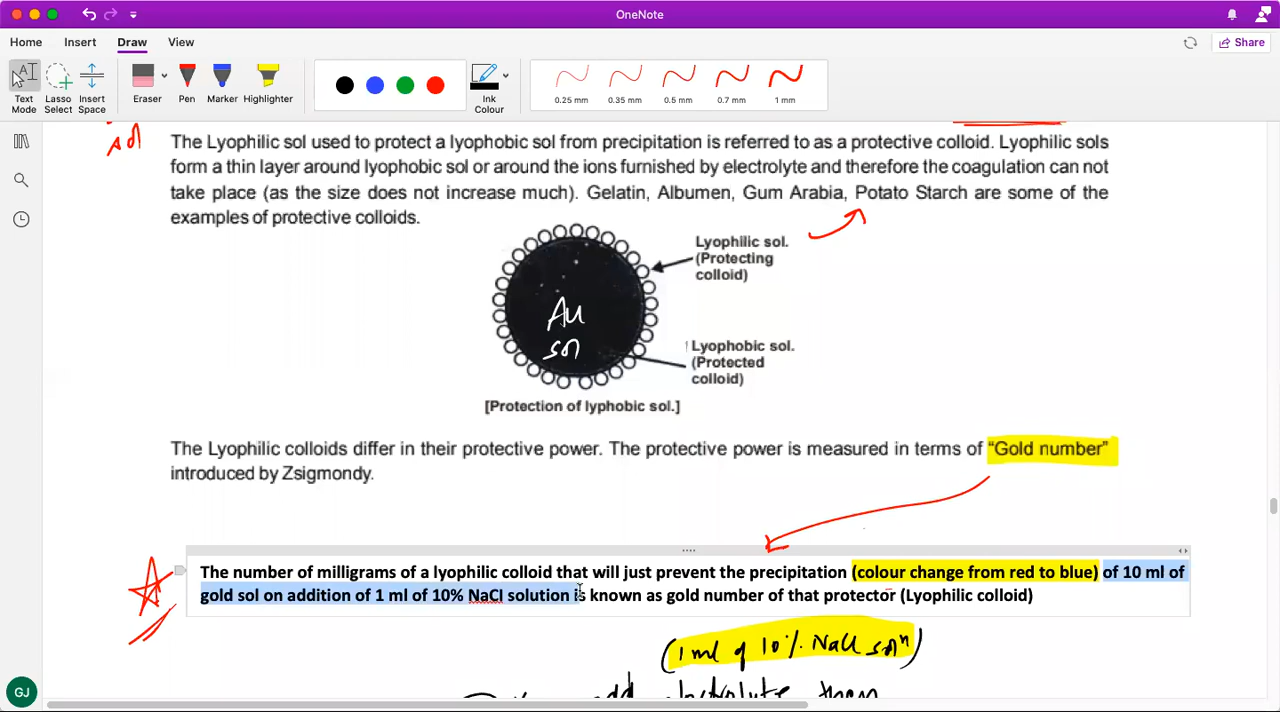 OneNote
Home Insert Draw View
Share
Text Mode
Lasso Select
Insert Space
Eraser
Pen
Marker
Highlighter
Ink Colour
0.25 mm
0.35 mm
0.5 mm
0.7 mm
1 mm
sol
The Lyophilic sol used to protect a lyophobic sol from precipitation is referred to as a protective colloid. Lyophilic sols
form a thin layer around lyophobic sol or around the ions furnished by electrolyte and therefore the coagulation can not
take place (as the size does not increase much). Gelatin, Albumen, Gum Arabia, Potato Starch are some of the
examples of protective colloids.
Lyophilic sol.
(Protecting
colloid)
Au
sol
Lyophobic sol.
(Protected
colloid)
[Protection of lyphobic sol.]
The Lyophilic colloids differ in their protective power. The protective power is measured in terms of “Gold number”
introduced by Zsigmondy.
The number of milligrams of a lyophilic colloid that will just prevent the precipitation (colour change from red to blue) of 10 ml of
gold sol on addition of 1 ml of 10% NaCl solution is known as gold number of that protector (Lyophilic colloid)
(1 ml of 10% NaCl solⁿ)
add electrolyte then
GJ